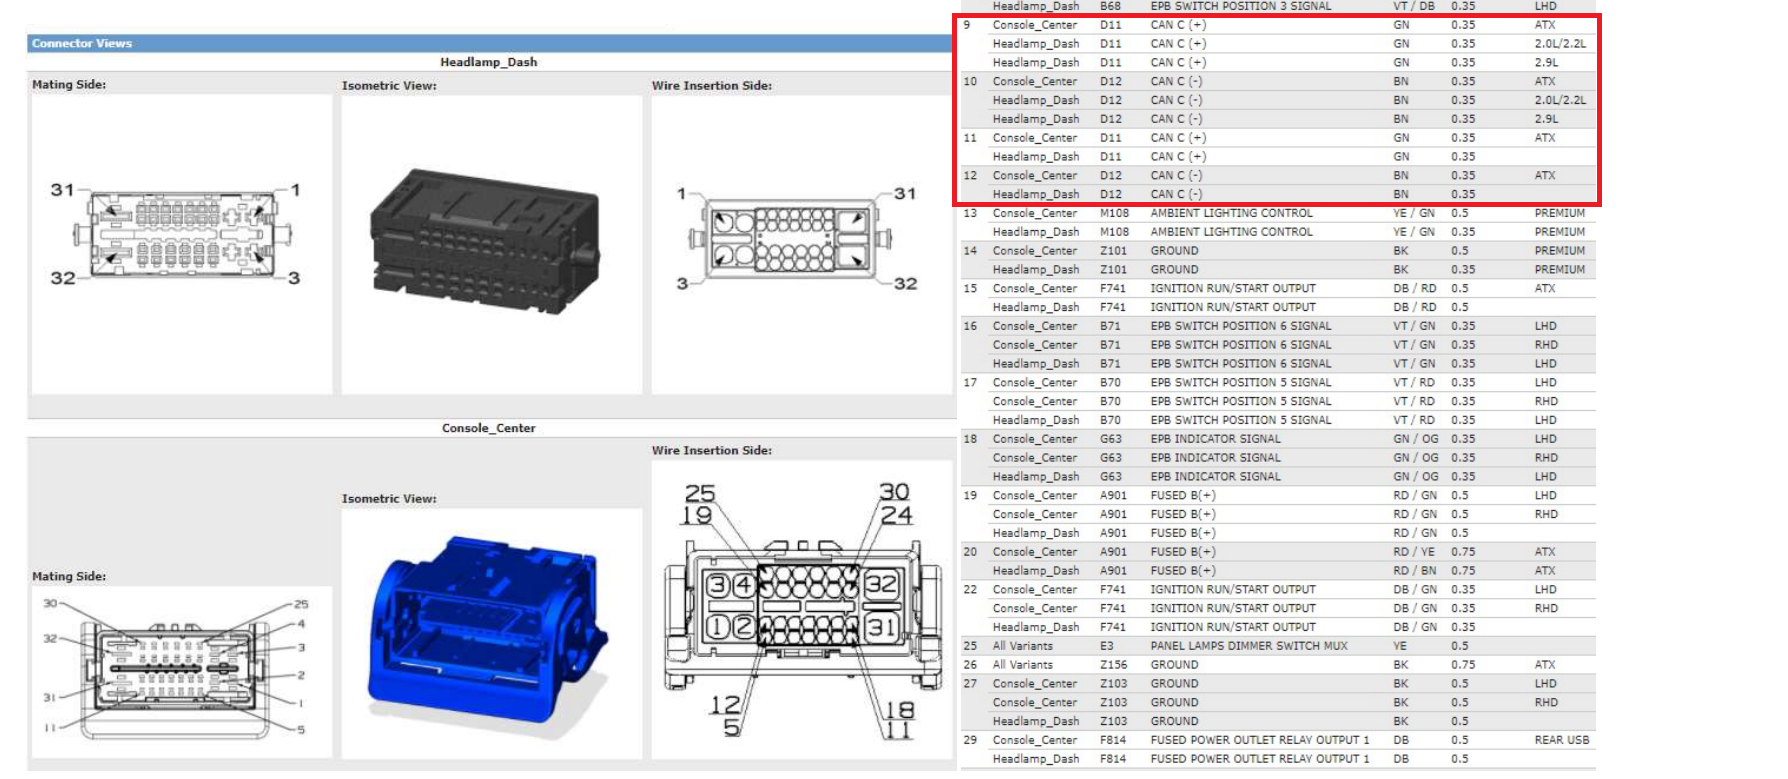 Connector Views
Headlamp_Dash
Mating Side:
Isometric View:
Wire Insertion Side:
31
1
32
3
1
31
3
32
Console_Center
Wire Insertion Side:
Isometric View:
25
30
19
24
3 4
32
1 2
31
12
18
5
11
Mating Side:
30
25
32
4
3
2
31
1
11
5
Headlamp_Dash B68 EPB SWITCH POSITION 3 SIGNAL VT / DB 0.35 LHD
9 Console_Center D11 CAN C (+) GN 0.35 ATX
Headlamp_Dash D11 CAN C (+) GN 0.35 2.0L/2.2L
Headlamp_Dash D11 CAN C (+) GN 0.35 2.9L
10 Console_Center D12 CAN C (-) BN 0.35 ATX
Headlamp_Dash D12 CAN C (-) BN 0.35 2.0L/2.2L
Headlamp_Dash D12 CAN C (-) BN 0.35 2.9L
11 Console_Center D11 CAN C (+) GN 0.35 ATX
Headlamp_Dash D11 CAN C (+) GN 0.35
12 Console_Center D12 CAN C (-) BN 0.35 ATX
Headlamp_Dash D12 CAN C (-) BN 0.35
13 Console_Center M108 AMBIENT LIGHTING CONTROL YE / GN 0.5 PREMIUM
Headlamp_Dash M108 AMBIENT LIGHTING CONTROL YE / GN 0.35 PREMIUM
14 Console_Center Z101 GROUND BK 0.5 PREMIUM
Headlamp_Dash Z101 GROUND BK 0.35 PREMIUM
15 Console_Center F741 IGNITION RUN/START OUTPUT DB / RD 0.5 ATX
Headlamp_Dash F741 IGNITION RUN/START OUTPUT DB / RD 0.5
16 Console_Center B71 EPB SWITCH POSITION 6 SIGNAL VT / GN 0.35 LHD
Console_Center B71 EPB SWITCH POSITION 6 SIGNAL VT / GN 0.35 RHD
Headlamp_Dash B71 EPB SWITCH POSITION 6 SIGNAL VT / GN 0.35 LHD
17 Console_Center B70 EPB SWITCH POSITION 5 SIGNAL VT / RD 0.35 LHD
Console_Center B70 EPB SWITCH POSITION 5 SIGNAL VT / RD 0.35 RHD
Headlamp_Dash B70 EPB SWITCH POSITION 5 SIGNAL VT / RD 0.35 LHD
18 Console_Center G63 EPB INDICATOR SIGNAL GN / OG 0.35 LHD
Console_Center G63 EPB INDICATOR SIGNAL GN / OG 0.35 RHD
Headlamp_Dash G63 EPB INDICATOR SIGNAL GN / OG 0.35 LHD
19 Console_Center A901 FUSED B(+) RD / GN 0.5 LHD
Console_Center A901 FUSED B(+) RD / GN 0.5 RHD
Headlamp_Dash A901 FUSED B(+) RD / GN 0.5
20 Console_Center A901 FUSED B(+) RD / YE 0.75 ATX
Headlamp_Dash A901 FUSED B(+) RD / BN 0.75 ATX
22 Console_Center F741 IGNITION RUN/START OUTPUT DB / GN 0.35 LHD
Console_Center F741 IGNITION RUN/START OUTPUT DB / GN 0.35 RHD
Headlamp_Dash F741 IGNITION RUN/START OUTPUT DB / GN 0.35
25 All Variants E3 PANEL LAMPS DIMMER SWITCH MUX YE 0.5
26 All Variants Z156 GROUND BK 0.75 ATX
27 Console_Center Z103 GROUND BK 0.5 LHD
Console_Center Z103 GROUND BK 0.5 RHD
Headlamp_Dash Z103 GROUND BK 0.5
29 Console_Center F814 FUSED POWER OUTLET RELAY OUTPUT 1 DB 0.5 REAR USB
Headlamp_Dash F814 FUSED POWER OUTLET RELAY OUTPUT 1 DB 0.5